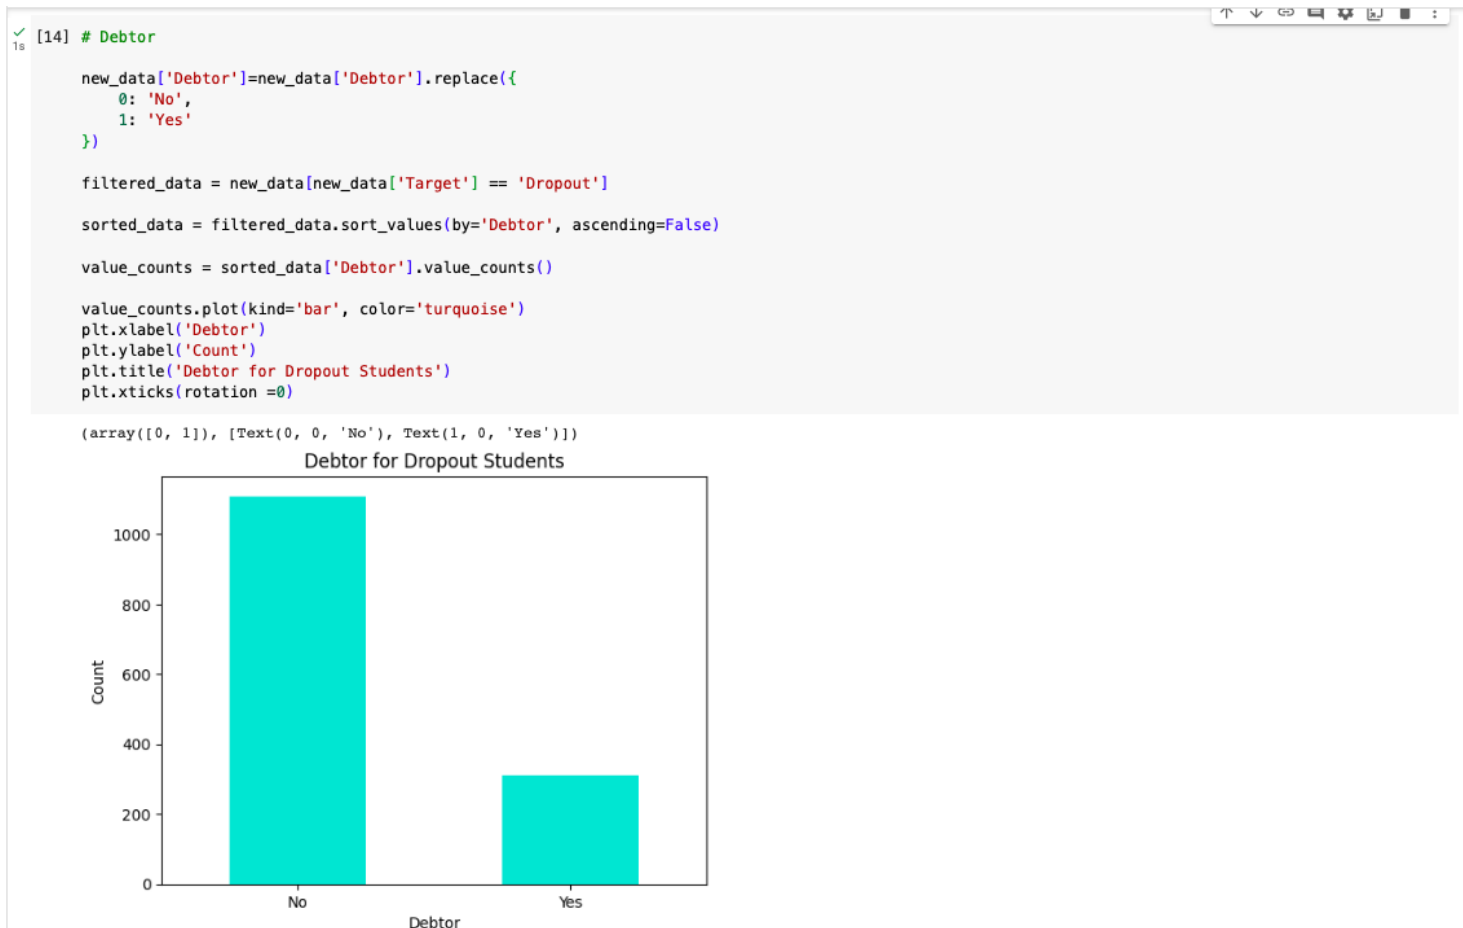 [14] # Debtor
1s
new_data['Debtor']=new_data['Debtor'].replace({
    0: 'No',
    1: 'Yes'
})
filtered_data = new_data[new_data['Target'] == 'Dropout']
sorted_data = filtered_data.sort_values(by='Debtor', ascending=False)
value_counts = sorted_data['Debtor'].value_counts()
value_counts.plot(kind='bar', color='turquoise')
plt.xlabel('Debtor')
plt.ylabel('Count')
plt.title('Debtor for Dropout Students')
plt.xticks(rotation =0)
(array([0, 1]), [Text(0, 0, 'No'), Text(1, 0, 'Yes')])
Debtor for Dropout Students
1000
800
600
400
200
0
Count
No Yes
Debtor